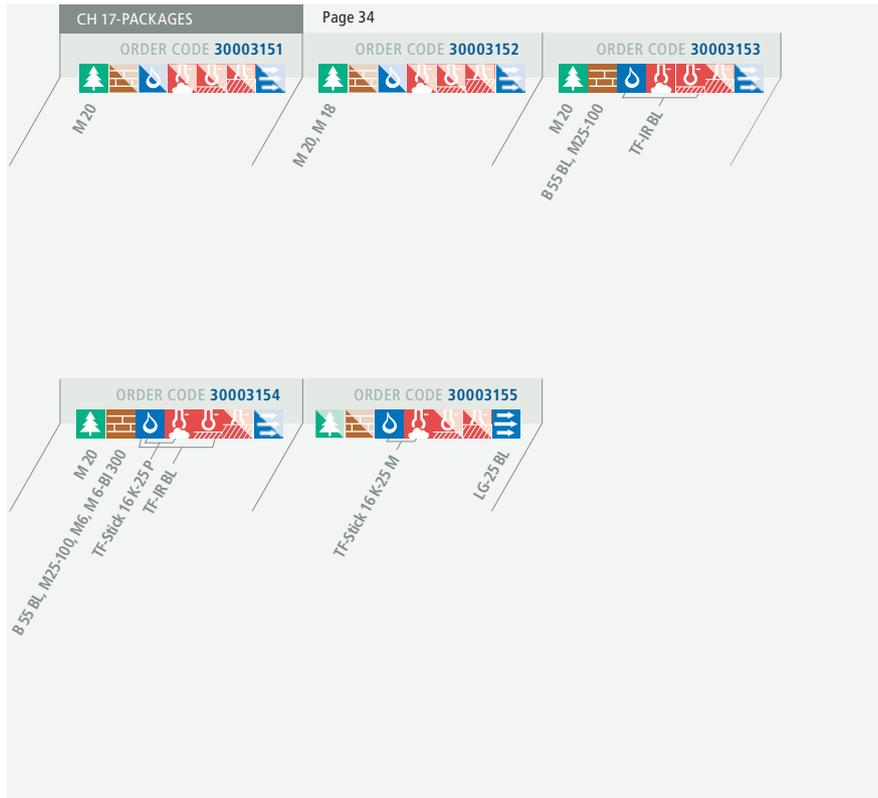 CH 17-PACKAGES
Page 34
ORDER CODE 30003151
ORDER CODE 30003152
ORDER CODE 30003153
M 20
M 20, M 18
M 20
B 55 BL, M25-100
TF-IR BL
ORDER CODE 30003154
ORDER CODE 30003155
M 20
B 55 BL, M25-100, M6, M 6-BI 300
TF-Stick 16 K-25 P
TF-IR BL
TF-Stick 16 K-25 M
LG-25 BL